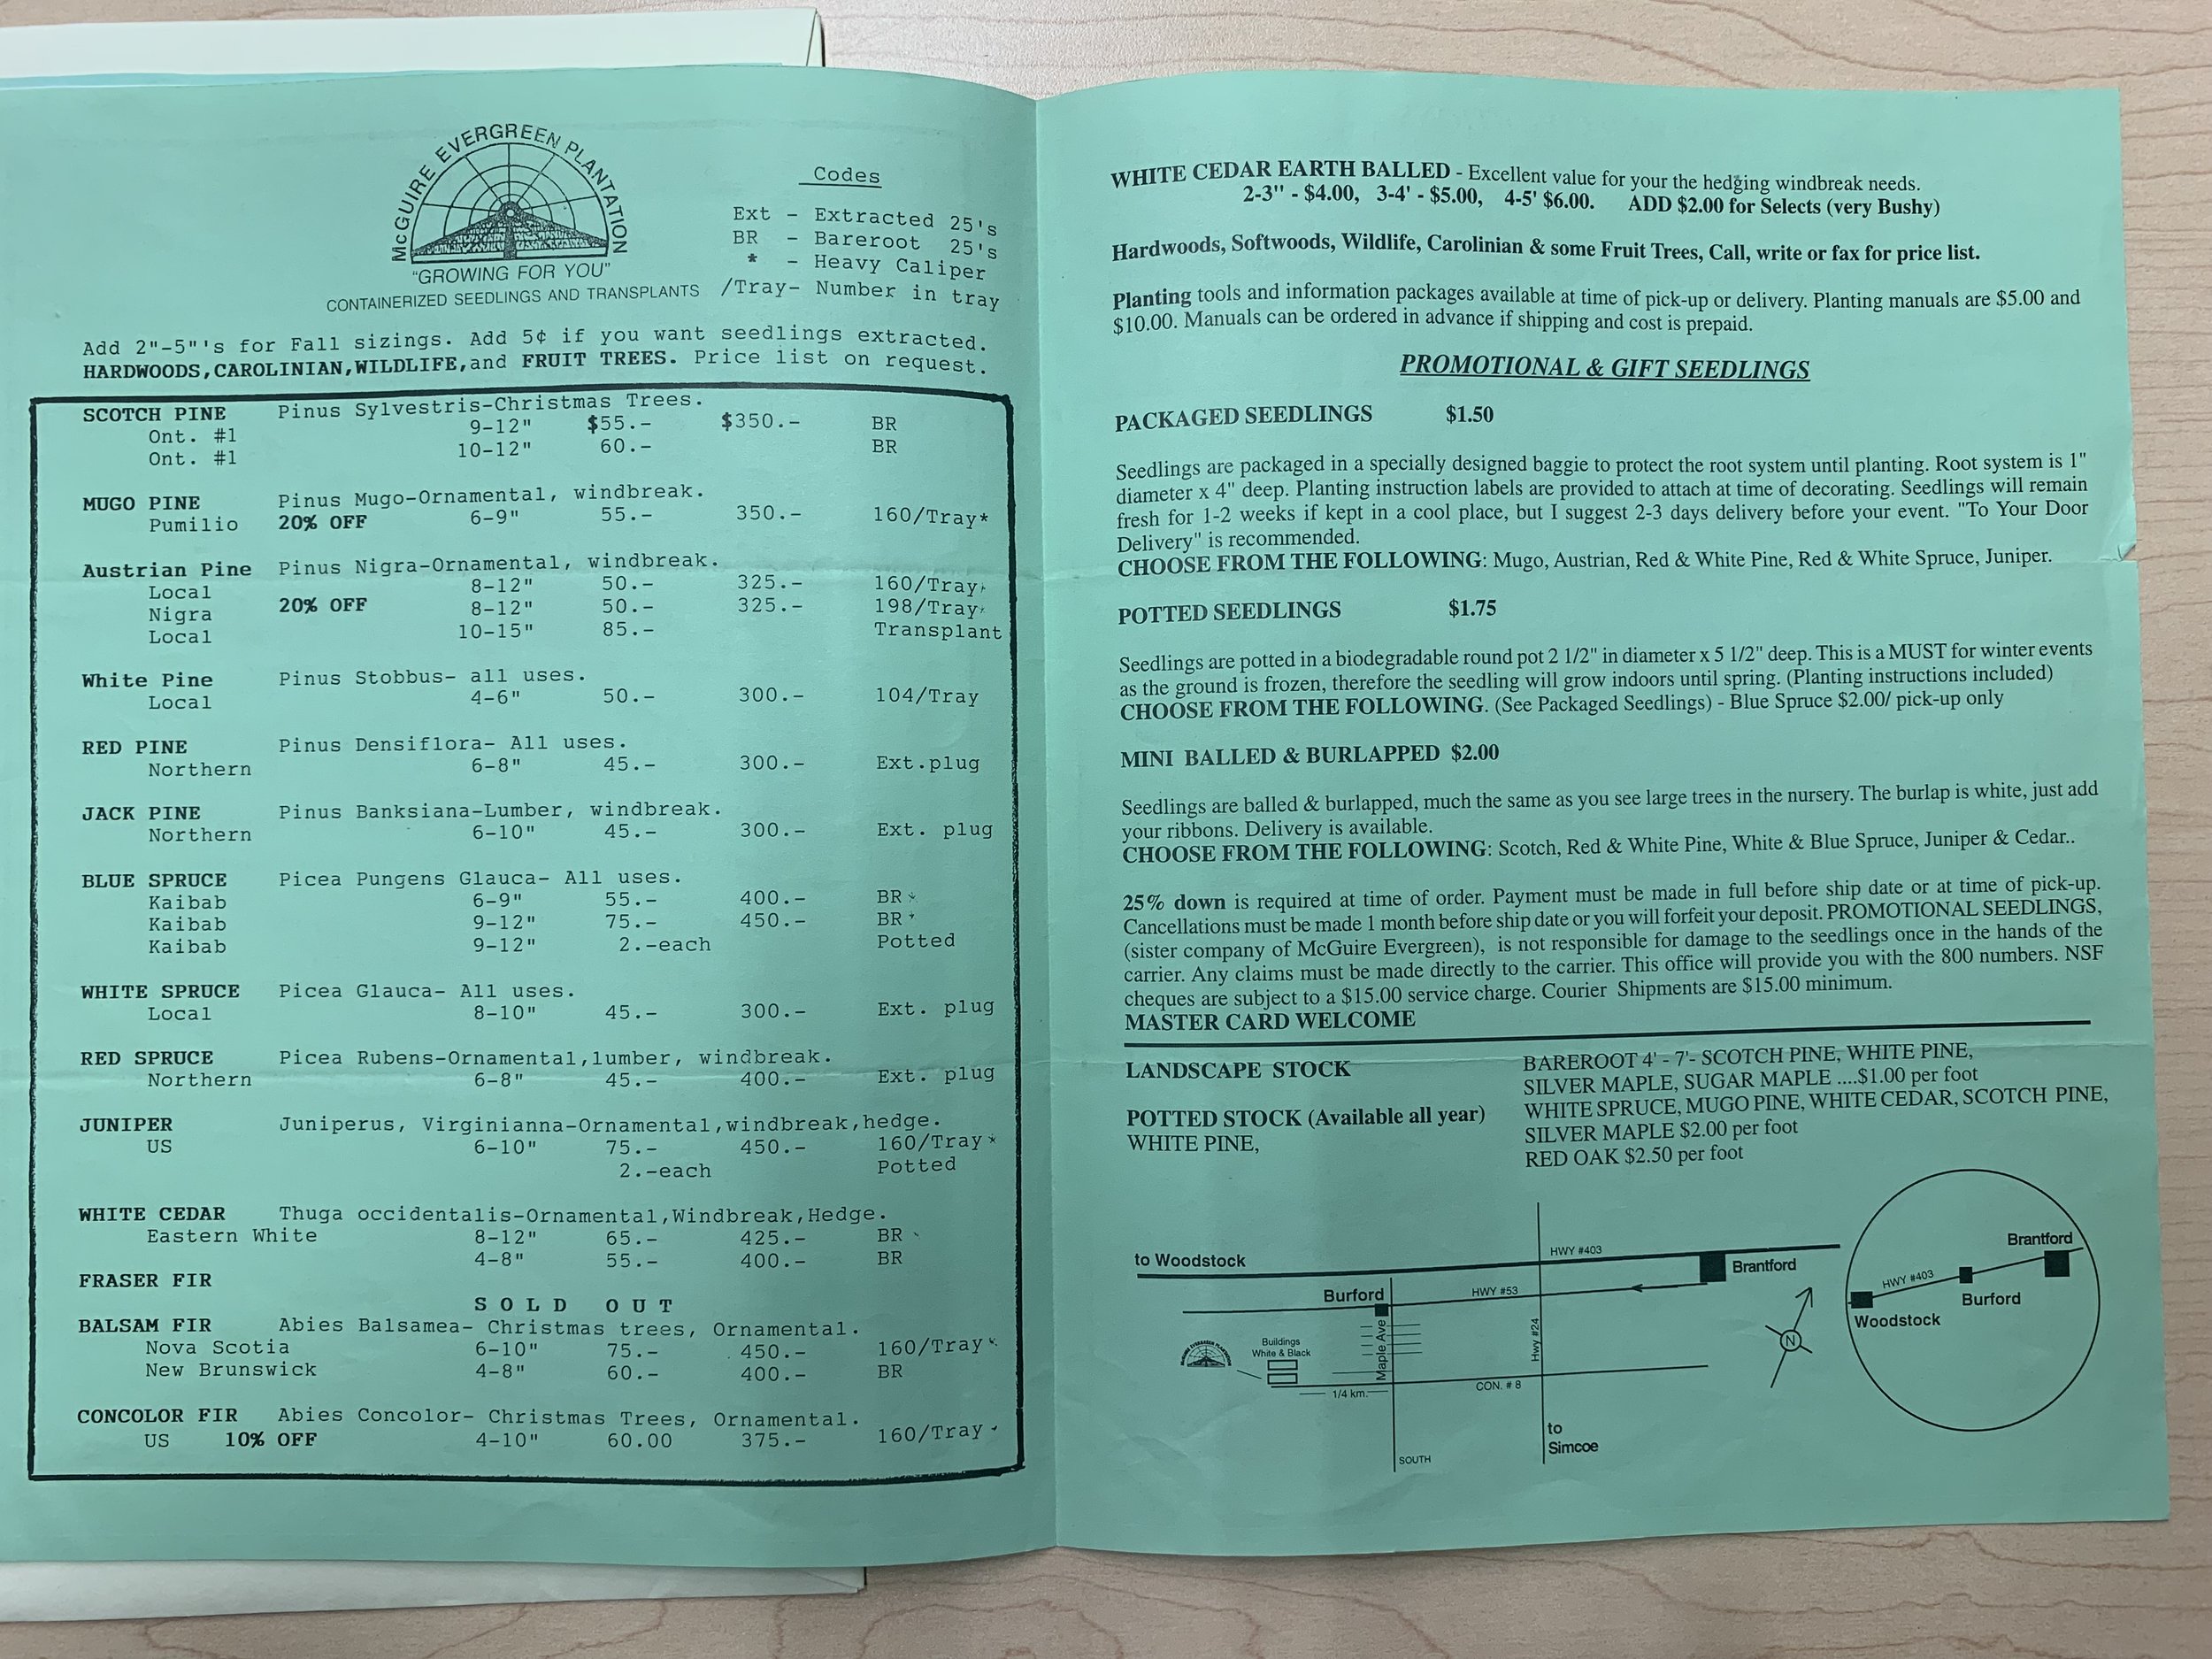 McGUIRE EVERGREEN PLANTATION
"GROWING FOR YOU"
CONTAINERIZED SEEDLINGS AND TRANSPLANTS
Codes
Ext - Extracted 25's
BR - Bareroot 25's
* - Heavy Caliper
/Tray- Number in tray
Add 2"-5"'s for Fall sizings. Add 5¢ if you want seedlings extracted.
HARDWOODS,CAROLINIAN,WILDLIFE,and FRUIT TREES. Price list on request.
SCOTCH PINE Pinus Sylvestris-Christmas Trees.
Ont. #1 9-12" $55.- $350.- BR
Ont. #1 10-12" 60.- BR
MUGO PINE Pinus Mugo-Ornamental, windbreak.
Pumilio 20% OFF 6-9" 55.- 350.- 160/Tray*
Austrian Pine Pinus Nigra-Ornamental, windbreak.
Local 8-12" 50.- 325.- 160/Tray*
Nigra 20% OFF 8-12" 50.- 325.- 198/Tray*
Local 10-15" 85.- Transplant
White Pine Pinus Stobbus- all uses.
Local 4-6" 50.- 300.- 104/Tray
RED PINE Pinus Densiflora- All uses.
Northern 6-8" 45.- 300.- Ext.plug
JACK PINE Pinus Banksiana-Lumber, windbreak.
Northern 6-10" 45.- 300.- Ext. plug
BLUE SPRUCE Picea Pungens Glauca- All uses.
Kaibab 6-9" 55.- 400.- BR*
Kaibab 9-12" 75.- 450.- BR*
Kaibab 9-12" 2.-each Potted
WHITE SPRUCE Picea Glauca- All uses.
Local 8-10" 45.- 300.- Ext. plug
RED SPRUCE Picea Rubens-Ornamental,lumber, windbreak.
Northern 6-8" 45.- 400.- Ext. plug
JUNIPER Juniperus, Virginianna-Ornamental,windbreak,hedge.
US 6-10" 75.- 450.- 160/Tray*
2.-each Potted
WHITE CEDAR Thuga occidentalis-Ornamental,Windbreak,Hedge.
Eastern White 8-12" 65.- 425.- BR
4-8" 55.- 400.- BR
FRASER FIR
S O L D O U T
BALSAM FIR Abies Balsamea- Christmas trees, Ornamental.
Nova Scotia 6-10" 75.- 450.- 160/Tray*
New Brunswick 4-8" 60.- 400.- BR
CONCOLOR FIR Abies Concolor- Christmas Trees, Ornamental.
US 10% OFF 4-10" 60.00 375.- 160/Tray*
WHITE CEDAR EARTH BALLED - Excellent value for your the hedging windbreak needs.
2-3" - $4.00, 3-4' - $5.00, 4-5' $6.00. ADD $2.00 for Selects (very Bushy)
Hardwoods, Softwoods, Wildlife, Carolinian & some Fruit Trees, Call, write or fax for price list.
Planting tools and information packages available at time of pick-up or delivery. Planting manuals are $5.00 and
$10.00. Manuals can be ordered in advance if shipping and cost is prepaid.
PROMOTIONAL & GIFT SEEDLINGS
PACKAGED SEEDLINGS $1.50
Seedlings are packaged in a specially designed baggie to protect the root system until planting. Root system is 1"
diameter x 4" deep. Planting instruction labels are provided to attach at time of decorating. Seedlings will remain
fresh for 1-2 weeks if kept in a cool place, but I suggest 2-3 days delivery before your event. "To Your Door
Delivery" is recommended.
CHOOSE FROM THE FOLLOWING: Mugo, Austrian, Red & White Pine, Red & White Spruce, Juniper.
POTTED SEEDLINGS $1.75
Seedlings are potted in a biodegradable round pot 2 1/2" in diameter x 5 1/2" deep. This is a MUST for winter events
as the ground is frozen, therefore the seedling will grow indoors until spring. (Planting instructions included)
CHOOSE FROM THE FOLLOWING. (See Packaged Seedlings) - Blue Spruce $2.00/ pick-up only
MINI BALLED & BURLAPPED $2.00
Seedlings are balled & burlapped, much the same as you see large trees in the nursery. The burlap is white, just add
your ribbons. Delivery is available.
CHOOSE FROM THE FOLLOWING: Scotch, Red & White Pine, White & Blue Spruce, Juniper & Cedar..
25% down is required at time of order. Payment must be made in full before ship date or at time of pick-up.
Cancellations must be made 1 month before ship date or you will forfeit your deposit. PROMOTIONAL SEEDLINGS,
(sister company of McGuire Evergreen), is not responsible for damage to the seedlings once in the hands of the
carrier. Any claims must be made directly to the carrier. This office will provide you with the 800 numbers. NSF
cheques are subject to a $15.00 service charge. Courier Shipments are $15.00 minimum.
MASTER CARD WELCOME
LANDSCAPE STOCK BAREROOT 4' - 7'- SCOTCH PINE, WHITE PINE,
SILVER MAPLE, SUGAR MAPLE ....$1.00 per foot
POTTED STOCK (Available all year) WHITE SPRUCE, MUGO PINE, WHITE CEDAR, SCOTCH PINE,
WHITE PINE, SILVER MAPLE $2.00 per foot
RED OAK $2.50 per foot
to Woodstock
HWY #403
Brantford
Burford
HWY #53
Hwy #24
Maple Ave
Buildings
White & Black
McGUIRE EVERGREEN PLANTATION
1/4 km.
CON. # 8
to
Simcoe
SOUTH
N
Brantford
HWY #403
Burford
Woodstock